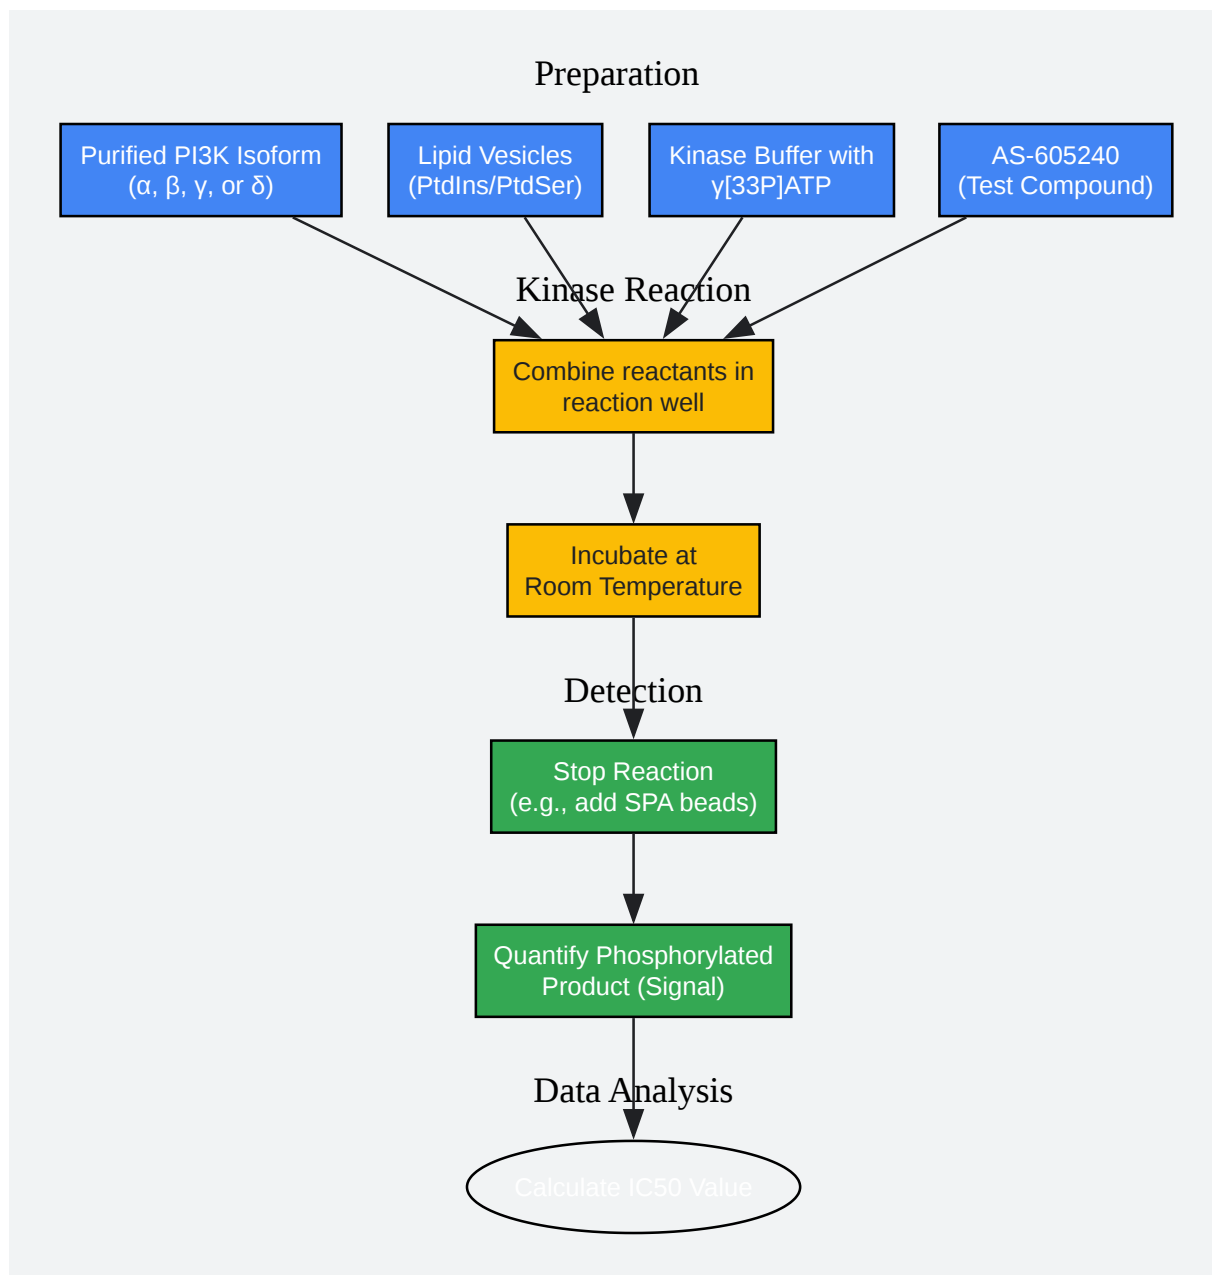 Preparation
Purified PI3K Isoform
(α, β, γ, or δ)
Lipid Vesicles
(PtdIns/PtdSer)
Kinase Buffer with
γ[33P]ATP
AS-605240
(Test Compound)
Kinase Reaction
Combine reactants in
reaction well
Incubate at
Room Temperature
Detection
Stop Reaction
(e.g., add SPA beads)
Quantify Phosphorylated
Product (Signal)
Data Analysis
Calculate IC50 Value